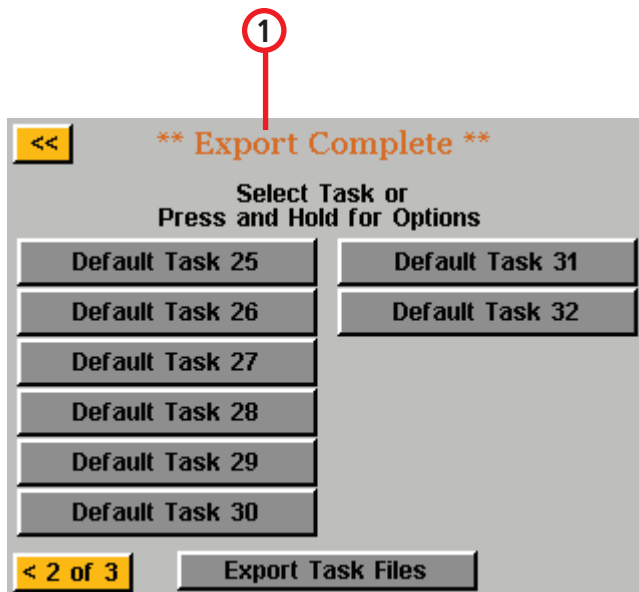 1
<< ** Export Complete **
Select Task or
Press and Hold for Options
Default Task 25 Default Task 31
Default Task 26 Default Task 32
Default Task 27
Default Task 28
Default Task 29
Default Task 30
< 2 of 3 Export Task Files